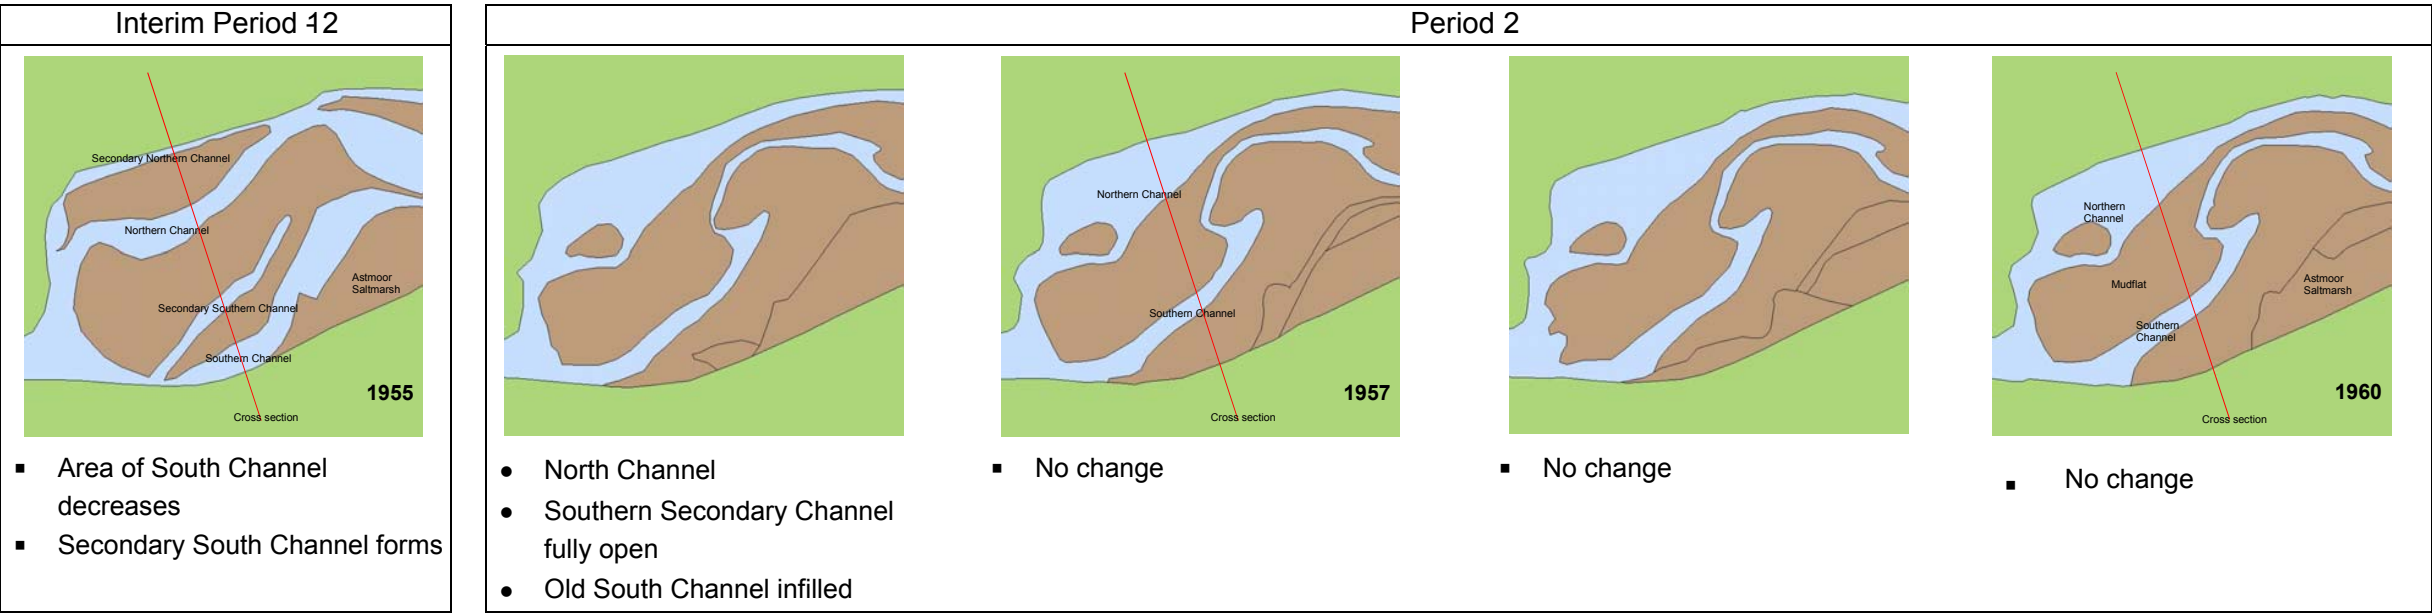 Interim Period 12
Period 2
Secondary Northern Channel
Northern Channel
Astmoor
Saltmarsh
Secondary Southern Channel
Southern Channel
1955
Cross section
Northern Channel
Southern Channel
1957
Cross section
Northern
Channel
Mudflat
Astmoor
Saltmarsh
Southern
Channel
1960
Cross section
▪ Area of South Channel
decreases
▪ Secondary South Channel forms
● North Channel
● Southern Secondary Channel
fully open
● Old South Channel infilled
▪ No change
▪ No change
▪ No change